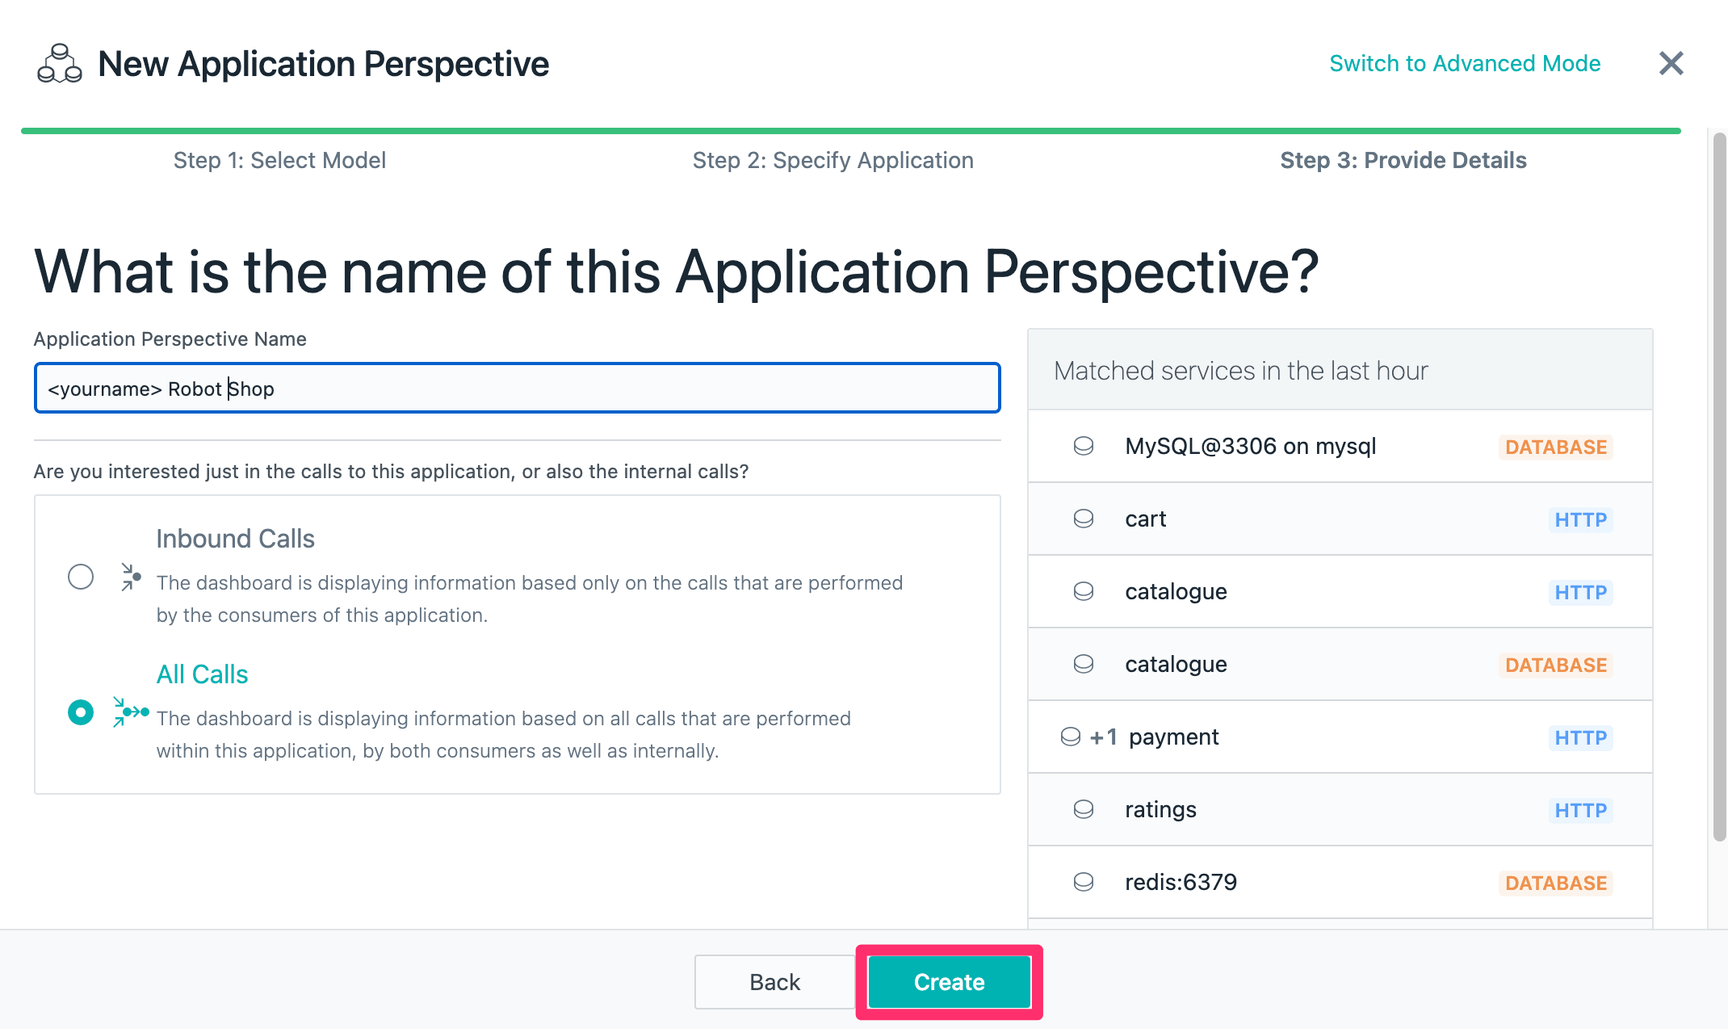 New Application Perspective
Switch to Advanced Mode
Step 1: Select Model
Step 2: Specify Application
Step 3: Provide Details
What is the name of this Application Perspective?
Application Perspective Name
<yourname> Robot Shop
Are you interested just in the calls to this application, or also the internal calls?
Inbound Calls
The dashboard is displaying information based only on the calls that are performed
by the consumers of this application.
All Calls
The dashboard is displaying information based on all calls that are performed
within this application, by both consumers as well as internally.
Matched services in the last hour
MySQL@3306 on mysql DATABASE
cart HTTP
catalogue HTTP
catalogue DATABASE
+1 payment HTTP
ratings HTTP
redis:6379 DATABASE
Back
Create